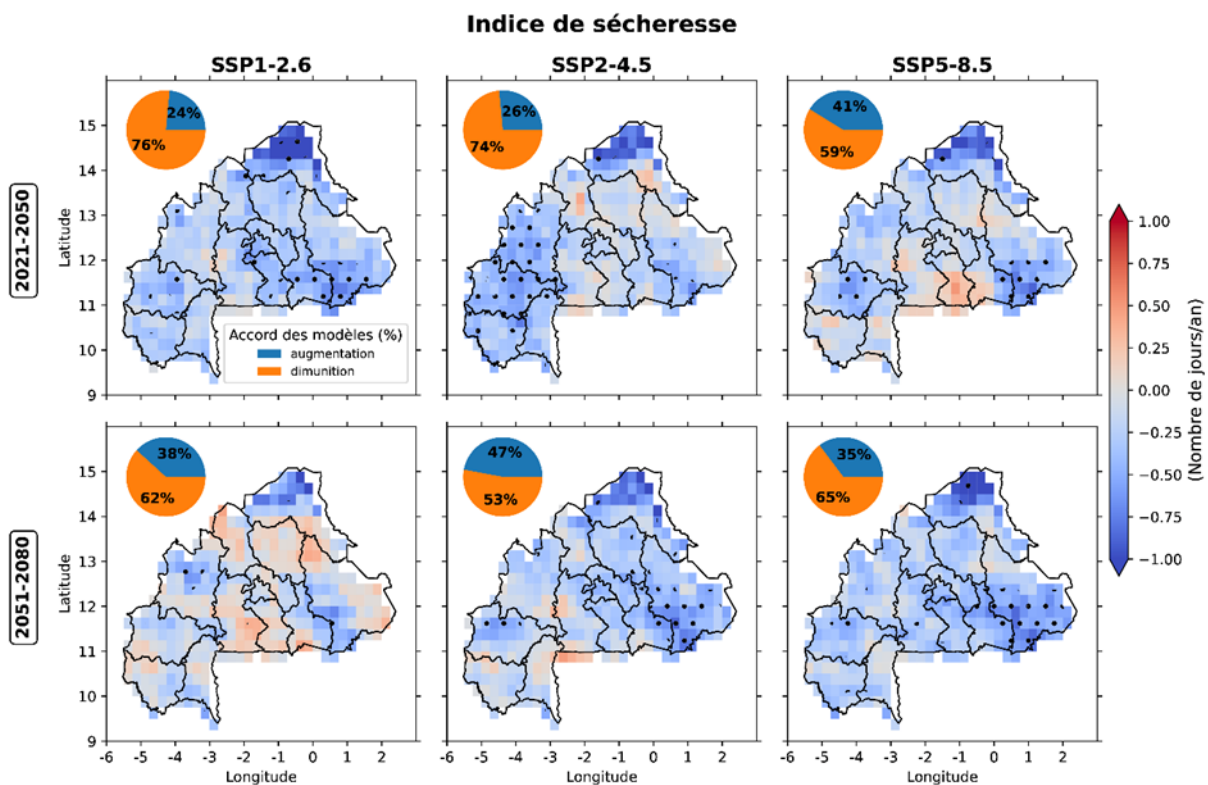 Indice de sécheresse
SSP1-2.6
SSP2-4.5
SSP5-8.5
2021-2050
Latitude
15
14
13
12
11
10
9
24%
76%
26%
74%
41%
59%
Accord des modèles (%)
augmentation
dimunition
2051-2080
Latitude
15
14
13
12
11
10
9
38%
62%
47%
53%
35%
65%
-6 -5 -4 -3 -2 -1 0 1 2
Longitude
-6 -5 -4 -3 -2 -1 0 1 2
Longitude
-6 -5 -4 -3 -2 -1 0 1 2
Longitude
1.00
0.75
0.50
0.25
0.00
−0.25
−0.50
−0.75
−1.00
(Nombre de jours/an)